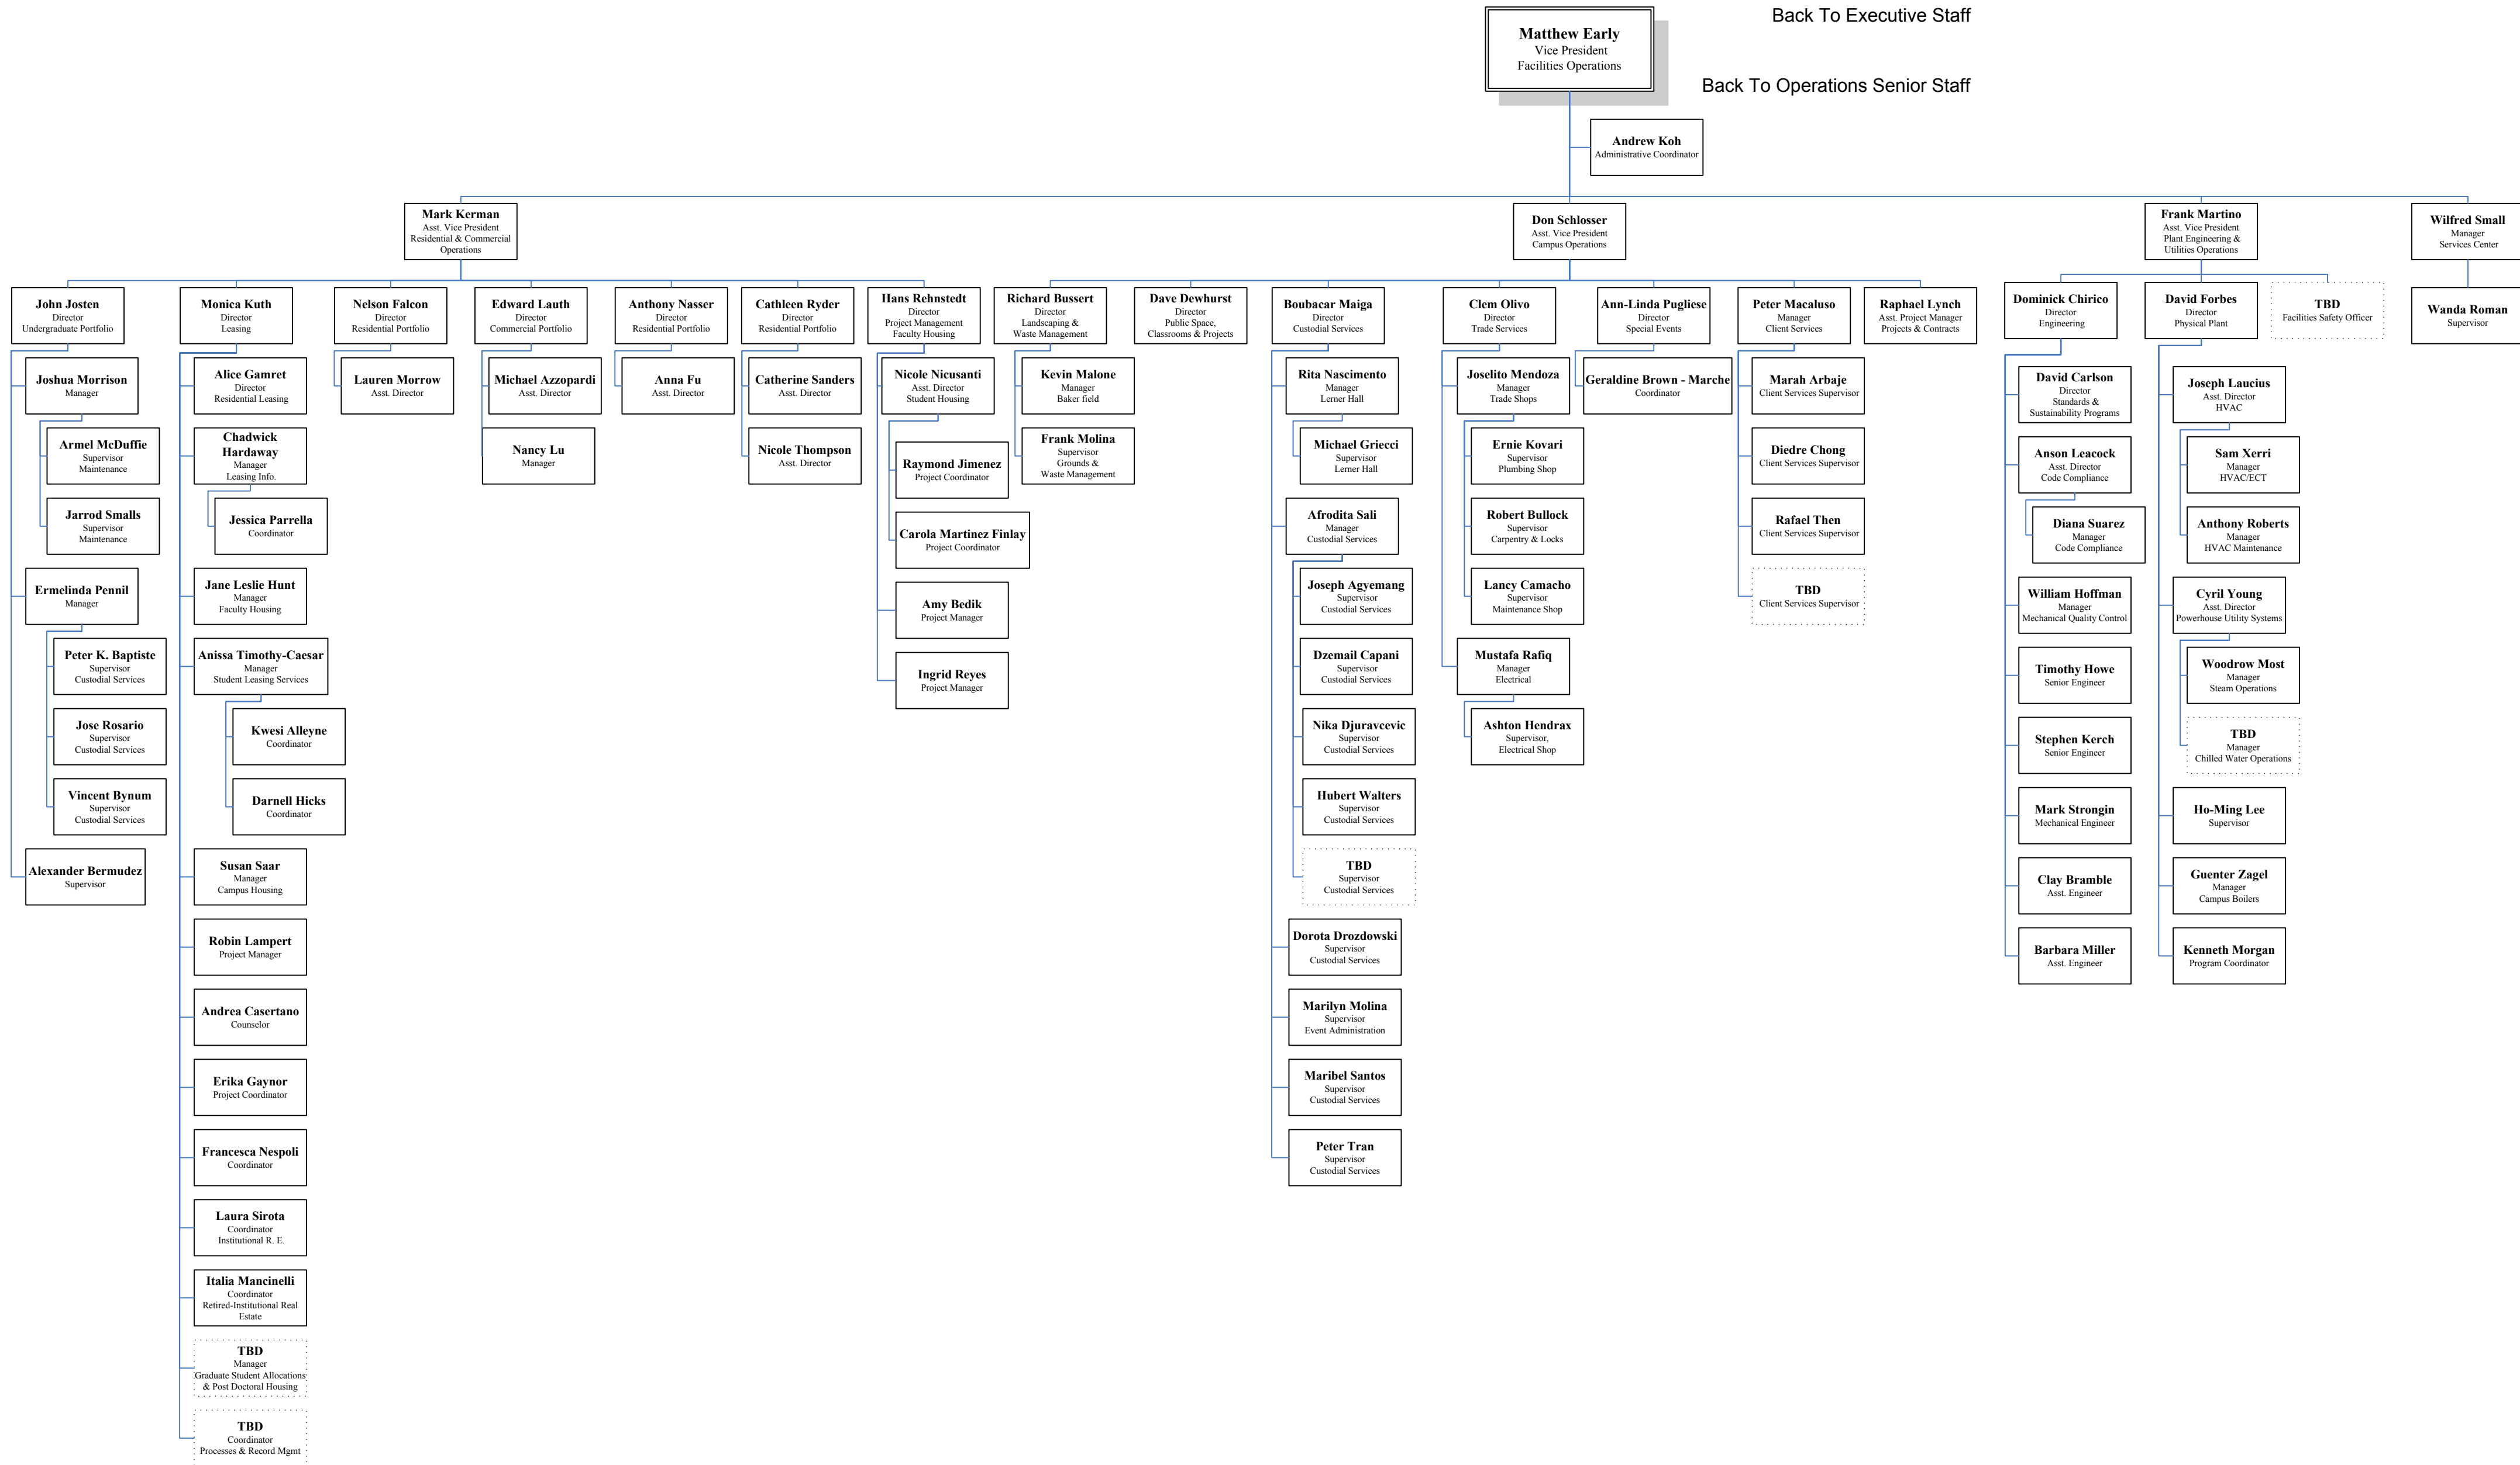 Back To Executive Staff
Matthew Early
Vice President
Facilities Operations
Back To Operations Senior Staff
Andrew Koh
Administrative Coordinator
Mark Kerman
Asst. Vice President
Residential & Commercial
Operations
Don Schlosser
Asst. Vice President
Campus Operations
Frank Martino
Asst. Vice President
Plant Engineering &
Utilities Operations
Wilfred Small
Manager
Services Center
John Josten
Director
Undergraduate Portfolio
Monica Kuth
Director
Leasing
Nelson Falcon
Director
Residential Portfolio
Edward Lauth
Director
Commercial Portfolio
Anthony Nasser
Director
Residential Portfolio
Cathleen Ryder
Director
Residential Portfolio
Hans Rehnstedt
Director
Project Management
Faculty Housing
Richard Bussert
Director
Landscaping &
Waste Management
Dave Dewhurst
Director
Public Space,
Classrooms & Projects
Boubacar Maiga
Director
Custodial Services
Clem Olivo
Director
Trade Services
Ann-Linda Pugliese
Director
Special Events
Peter Macaluso
Manager
Client Services
Raphael Lynch
Asst. Project Manager
Projects & Contracts
Dominick Chirico
Director
Engineering
David Forbes
Director
Physical Plant
TBD
Facilities Safety Officer
Wanda Roman
Supervisor
Joshua Morrison
Manager
Armel McDuffie
Supervisor
Maintenance
Jarrod Smalls
Supervisor
Maintenance
Ermelinda Pennil
Manager
Peter K. Baptiste
Supervisor
Custodial Services
Jose Rosario
Supervisor
Custodial Services
Vincent Bynum
Supervisor
Custodial Services
Alexander Bermudez
Supervisor
Alice Gamret
Director
Residential Leasing
Chadwick
Hardaway
Manager
Leasing Info.
Jessica Parrella
Coordinator
Jane Leslie Hunt
Manager
Faculty Housing
Anissa Timothy-Caesar
Manager
Student Leasing Services
Kwesi Alleyne
Coordinator
Darnell Hicks
Coordinator
Susan Saar
Manager
Campus Housing
Robin Lampert
Project Manager
Andrea Casertano
Counselor
Erika Gaynor
Project Coordinator
Francesca Nespoli
Coordinator
Laura Sirota
Coordinator
Institutional R. E.
Italia Mancinelli
Coordinator
Retired-Institutional Real
Estate
TBD
Manager
Graduate Student Allocations
& Post Doctoral Housing
TBD
Coordinator
Processes & Record Mgmt
Lauren Morrow
Asst. Director
Michael Azzopardi
Asst. Director
Nancy Lu
Manager
Anna Fu
Asst. Director
Catherine Sanders
Asst. Director
Nicole Thompson
Asst. Director
Nicole Nicusanti
Asst. Director
Student Housing
Raymond Jimenez
Project Coordinator
Carola Martinez Finlay
Project Coordinator
Amy Bedik
Project Manager
Ingrid Reyes
Project Manager
Kevin Malone
Manager
Baker field
Frank Molina
Supervisor
Grounds &
Waste Management
Rita Nascimento
Manager
Lerner Hall
Michael Griecci
Supervisor
Lerner Hall
Afrodita Sali
Manager
Custodial Services
Joseph Agyemang
Supervisor
Custodial Services
Dzemail Capani
Supervisor
Custodial Services
Nika Djuravcevic
Supervisor
Custodial Services
Hubert Walters
Supervisor
Custodial Services
TBD
Supervisor
Custodial Services
Dorota Drozdowski
Supervisor
Custodial Services
Marilyn Molina
Supervisor
Event Administration
Maribel Santos
Supervisor
Custodial Services
Peter Tran
Supervisor
Custodial Services
Joselito Mendoza
Manager
Trade Shops
Ernie Kovari
Supervisor
Plumbing Shop
Robert Bullock
Supervisor
Carpentry & Locks
Lancy Camacho
Supervisor
Maintenance Shop
Mustafa Rafiq
Manager
Electrical
Ashton Hendrax
Supervisor,
Electrical Shop
Geraldine Brown - Marche
Coordinator
Marah Arbaje
Client Services Supervisor
Diedre Chong
Client Services Supervisor
Rafael Then
Client Services Supervisor
TBD
Client Services Supervisor
David Carlson
Director
Standards &
Sustainability Programs
Anson Leacock
Asst. Director
Code Compliance
Diana Suarez
Manager
Code Compliance
William Hoffman
Manager
Mechanical Quality Control
Timothy Howe
Senior Engineer
Stephen Kerch
Senior Engineer
Mark Strongin
Mechanical Engineer
Clay Bramble
Asst. Engineer
Barbara Miller
Asst. Engineer
Joseph Laucius
Asst. Director
HVAC
Sam Xerri
Manager
HVAC/ECT
Anthony Roberts
Manager
HVAC Maintenance
Cyril Young
Asst. Director
Powerhouse Utility Systems
Woodrow Most
Manager
Steam Operations
TBD
Manager
Chilled Water Operations
Ho-Ming Lee
Supervisor
Guenter Zagel
Manager
Campus Boilers
Kenneth Morgan
Program Coordinator